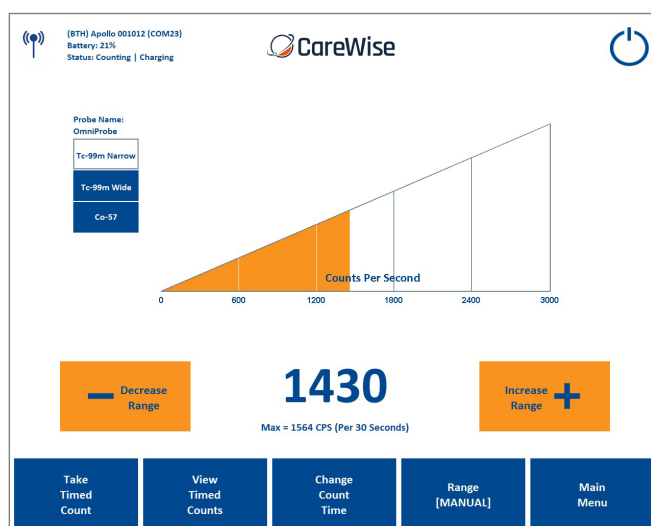 (BTH) Apollo 001012 (COM23)
Battery: 21%
Status: Counting | Charging
CareWise
Probe Name:
OmniProbe
Tc-99m Narrow
Tc-99m Wide
Co-57
Counts Per Second
0 600 1200 1800 2400 3000
Decrease
Range
1430
Max = 1564 CPS (Per 30 Seconds)
Increase
Range
Take
Timed
Count
View
Timed
Counts
Change
Count
Time
Range
[MANUAL]
Main
Menu